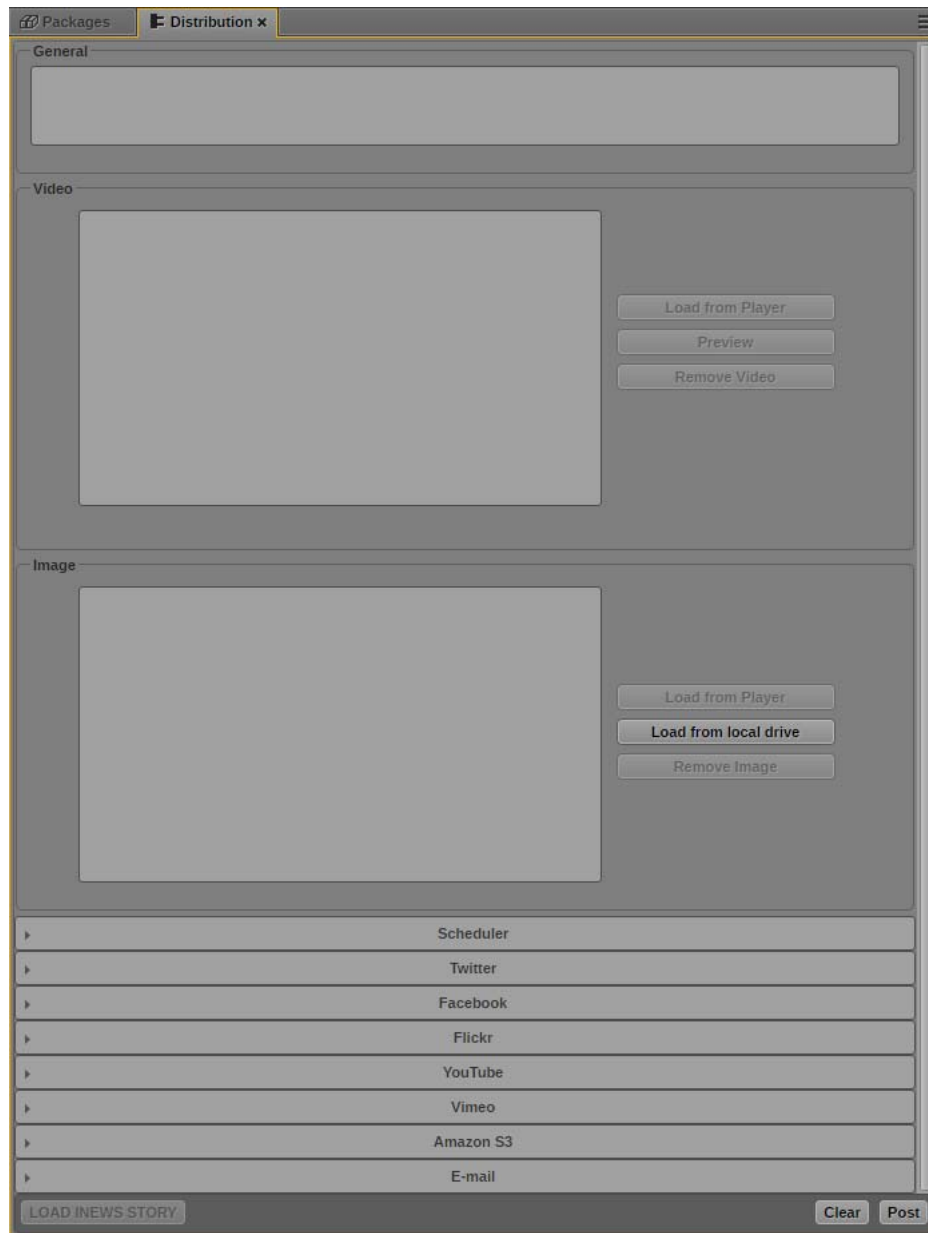 Packages
Distribution ×
General
Video
Load from Player
Preview
Remove Video
Image
Load from Player
Load from local drive
Remove Image
Scheduler
Twitter
Facebook
Flickr
YouTube
Vimeo
Amazon S3
E-mail
LOAD INEWS STORY
Clear
Post